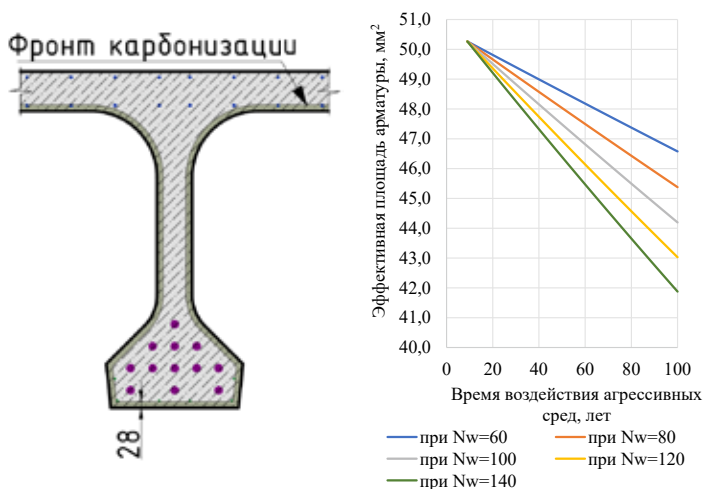 Фронт карбонизации
28
Эффективная площадь арматуры, мм²
51,0
50,0
49,0
48,0
47,0
46,0
45,0
44,0
43,0
42,0
41,0
40,0
0 20 40 60 80 100
Время воздействия агрессивных
сред, лет
при Nw=60 при Nw=80
при Nw=100 при Nw=120
при Nw=140